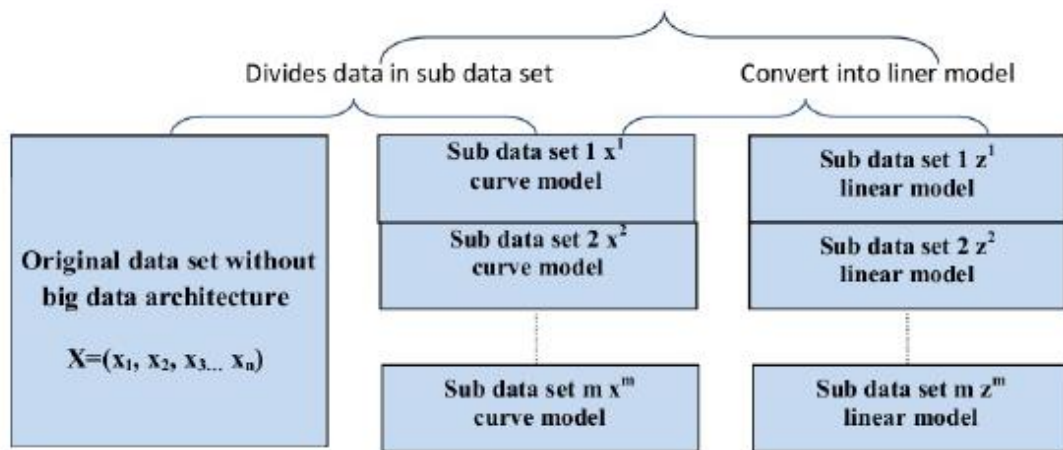 Divides data in sub data set
Convert into liner model
Original data set without
big data architecture
X=(x₁, x₂, x₃... xₙ)
Sub data set 1 x¹
curve model
Sub data set 2 x²
curve model
Sub data set m xᵐ
curve model
Sub data set 1 z¹
linear model
Sub data set 2 z²
linear model
Sub data set m zᵐ
linear model